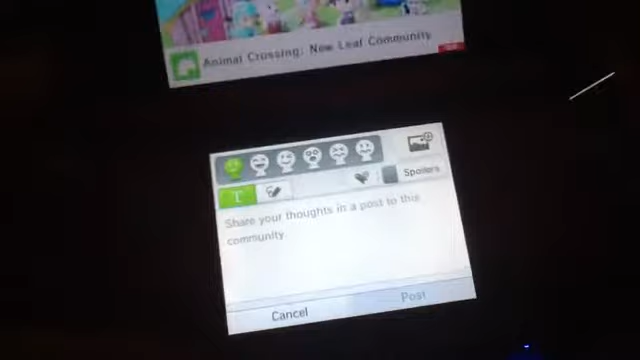 Animal Crossing: New Leaf Community
Spoilers
T
Share your thoughts in a post to this
community.
Cancel
Post